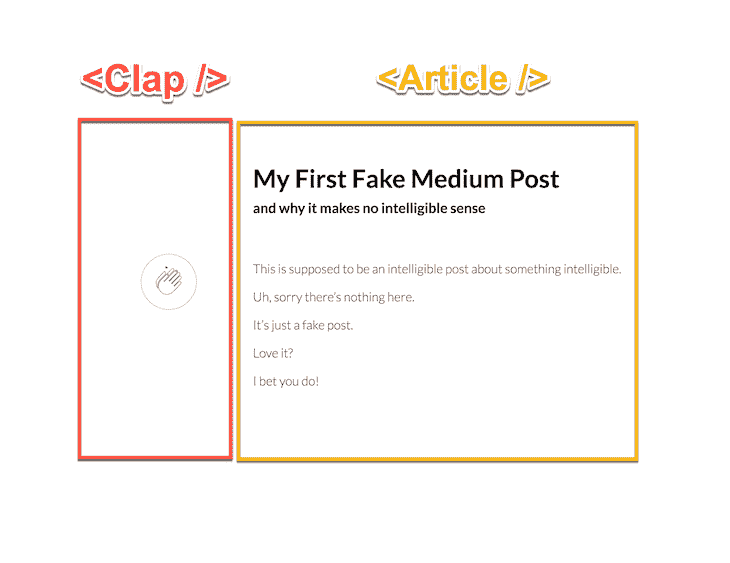 <Clap />
<Article />
My First Fake Medium Post
and why it makes no intelligible sense
This is supposed to be an intelligible post about something intelligible.
Uh, sorry there's nothing here.
It's just a fake post.
Love it?
I bet you do!